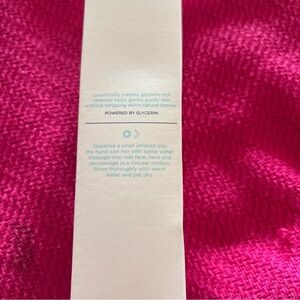 Luxuriously creamy, glycerin-rich
cleanser helps gently purify skin
without stripping skin's natural barrier.
POWERED BY GLYCERIN
Dispense a small amount into
the hand and mix with some water.
Massage over wet face, neck and
décolletage in a circular motion.
Rinse thoroughly with warm
water and pat dry.